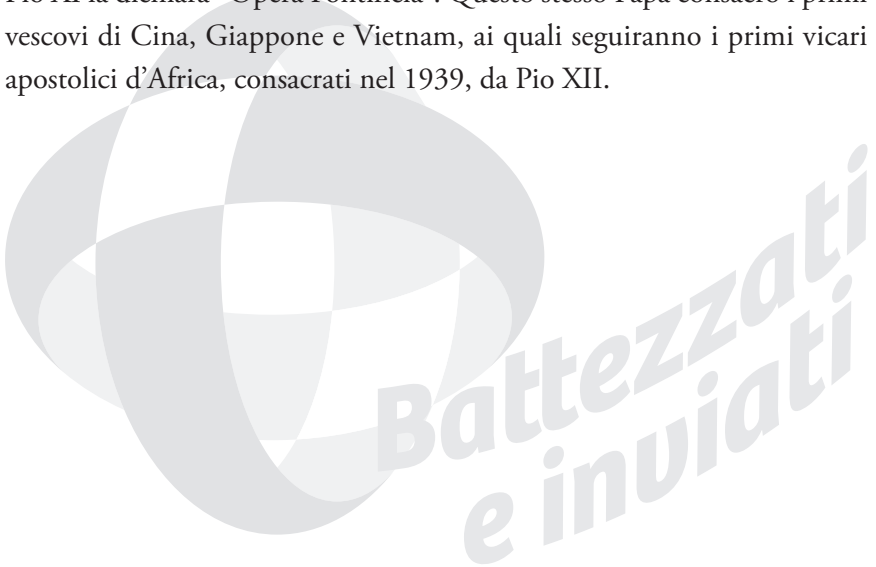 Pio XI la dichiara “Opera Pontificia”. Questo stesso Papa consacrò i primi
vescovi di Cina, Giappone e Vietnam, ai quali seguiranno i primi vicari
apostolici d’Africa, consacrati nel 1939, da Pio XII.
Battezzati
e inviati